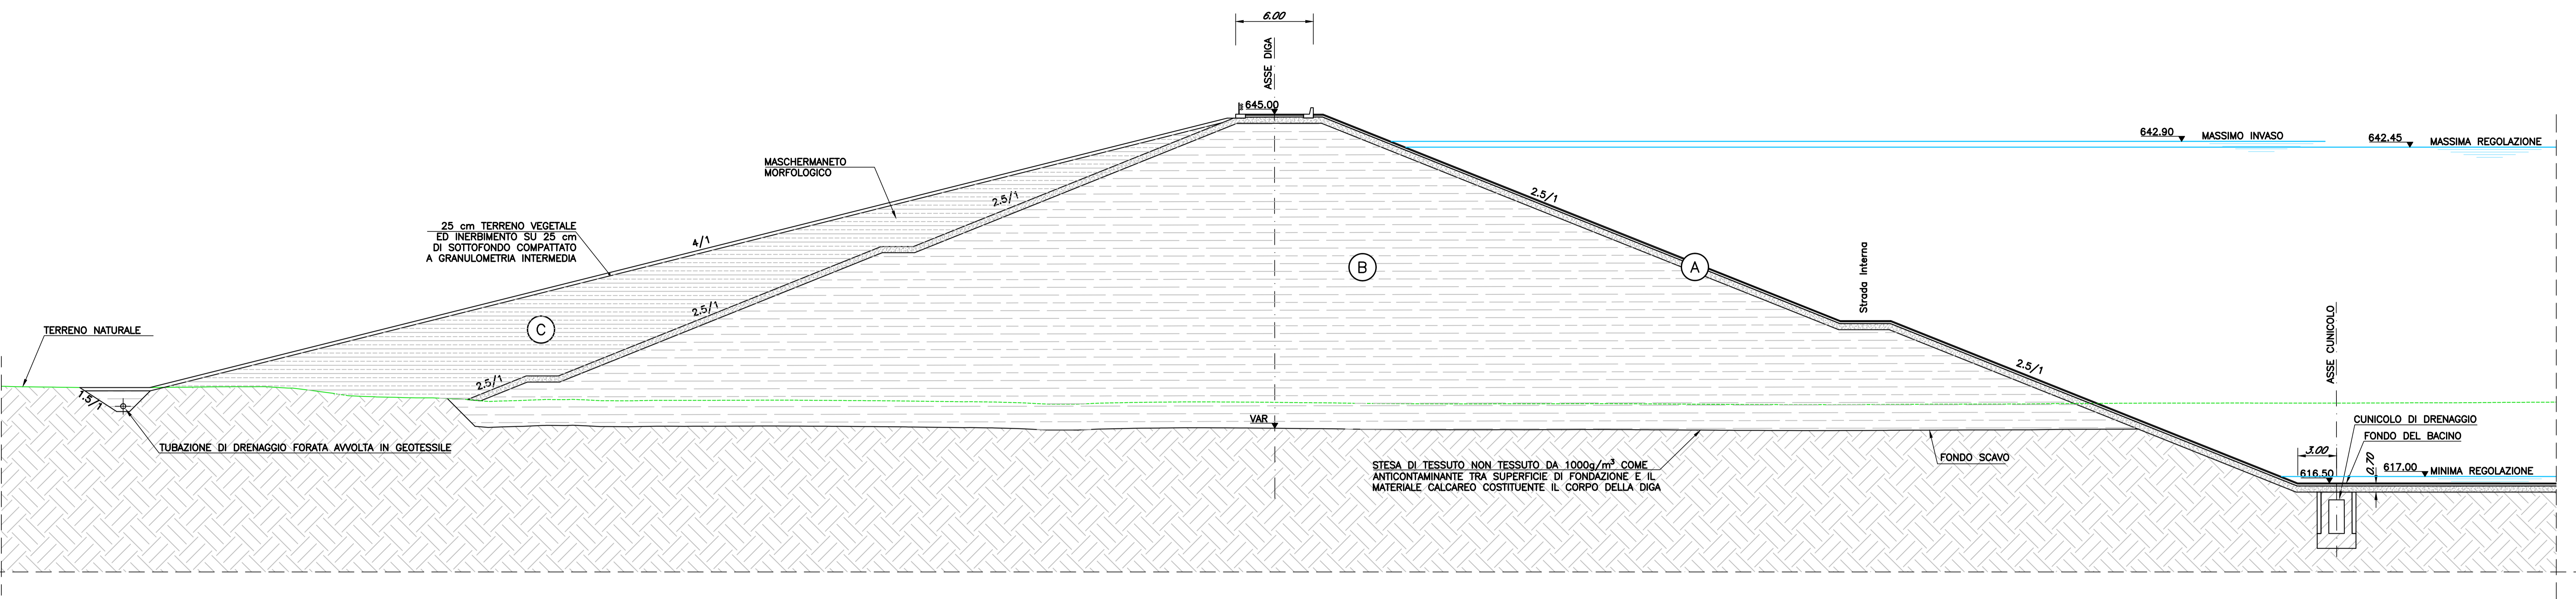 6.00
ASSE DIGA
645.00
642.90
MASSIMO INVASO
642.45
MASSIMA REGOLAZIONE
MASCHERMANETO
MORFOLOGICO
2.5/1
2.5/1
25 cm TERRENO VEGETALE
ED INERBIMENTO SU 25 cm
DI SOTTOFONDO COMPATTATO
A GRANULOMETRIA INTERMEDIA
4/1
B
A
Strada Interna
2.5/1
C
TERRENO NATURALE
ASSE CUNICOLO
2.5/1
2.5/1
1.5/1
VAR
TUBAZIONE DI DRENAGGIO FORATA AVVOLTA IN GEOTESSILE
CUNICOLO DI DRENAGGIO
FONDO DEL BACINO
STESA DI TESSUTO NON TESSUTO DA 1000g/m³ COME
ANTICONTAMINANTE TRA SUPERFICIE DI FONDAZIONE E IL
MATERIALE CALCAREO COSTITUENTE IL CORPO DELLA DIGA
FONDO SCAVO
3.00
616.50
0.70
617.00
MINIMA REGOLAZIONE